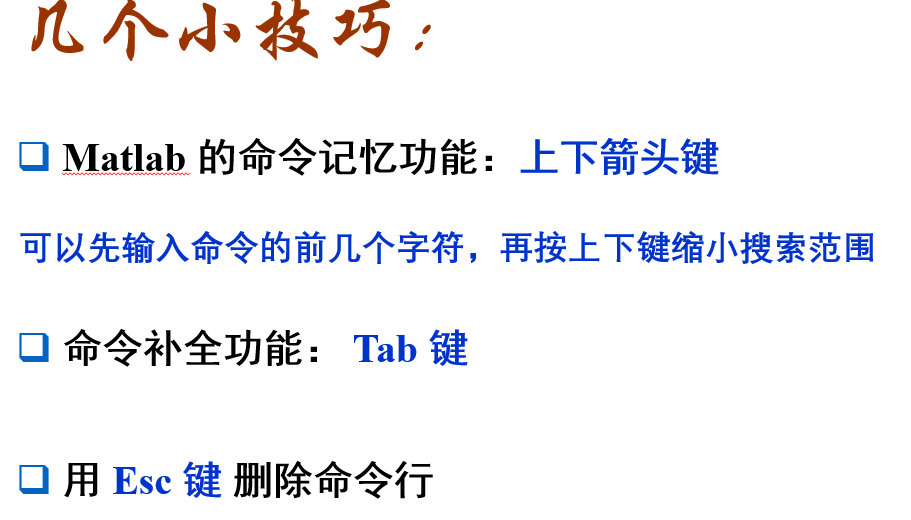 几个小技巧：
❑ Matlab 的命令记忆功能：上下箭头键
可以先输入命令的前几个字符，再按上下键缩小搜索范围
❑ 命令补全功能： Tab 键
❑ 用 Esc 键 删除命令行